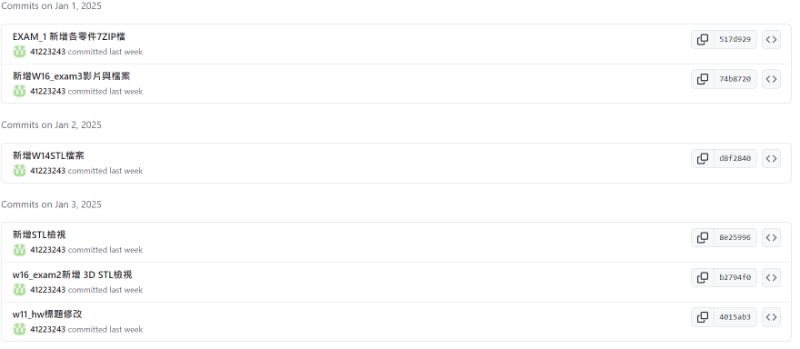 Commits on Jan 1, 2025
EXAM_1 新增各零件7ZIP檔
517d929
41223243 committed last week
新增W16_exam3影片與檔案
74b8720
41223243 committed last week
Commits on Jan 2, 2025
新增W14STL檔案
d8f2840
41223243 committed last week
Commits on Jan 3, 2025
新增STL檢視
8e25996
41223243 committed last week
w16_exam2新增 3D STL檢視
b2794f0
41223243 committed last week
w11_hw標題修改
4015ab3
41223243 committed last week